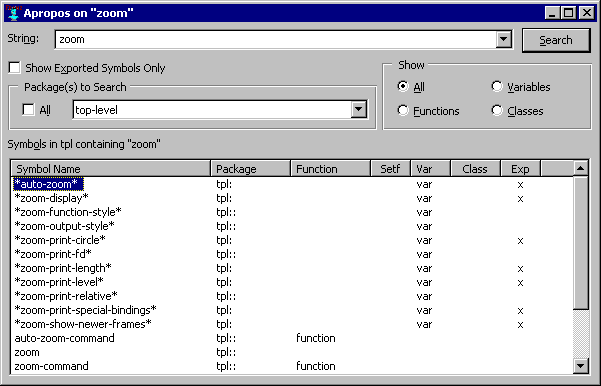 Apropos on "zoom"
String: zoom Search
Show Exported Symbols Only
Show
Package(s) to Search
All Variables
All top-level
Functions Classes
Symbols in tpl containing "zoom"
Symbol Name Package Function Setf Var Class Exp
*auto-zoom* tpl: var x
*zoom-display* tpl: var x
*zoom-function-style* tpl:: var
*zoom-output-style* tpl:: var
*zoom-print-circle* tpl: var x
*zoom-print-fd* tpl:: var
*zoom-print-length* tpl: var x
*zoom-print-level* tpl: var x
*zoom-print-relative* tpl:: var
*zoom-print-special-bindings* tpl: var x
*zoom-show-newer-frames* tpl: var x
auto-zoom-command tpl:: function
zoom tpl::
zoom-command tpl:: function